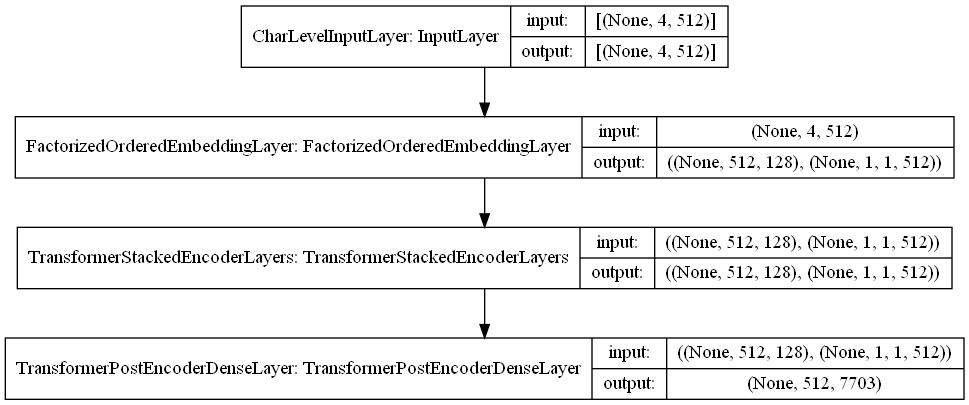 CharLevelInputLayer: InputLayer
input:
[(None, 4, 512)]
output:
[(None, 4, 512)]
FactorizedOrderedEmbeddingLayer: FactorizedOrderedEmbeddingLayer
input:
(None, 4, 512)
output:
((None, 512, 128), (None, 1, 1, 512))
TransformerStackedEncoderLayers: TransformerStackedEncoderLayers
input:
((None, 512, 128), (None, 1, 1, 512))
output:
((None, 512, 128), (None, 1, 1, 512))
TransformerPostEncoderDenseLayer: TransformerPostEncoderDenseLayer
input:
((None, 512, 128), (None, 1, 1, 512))
output:
(None, 512, 7703)